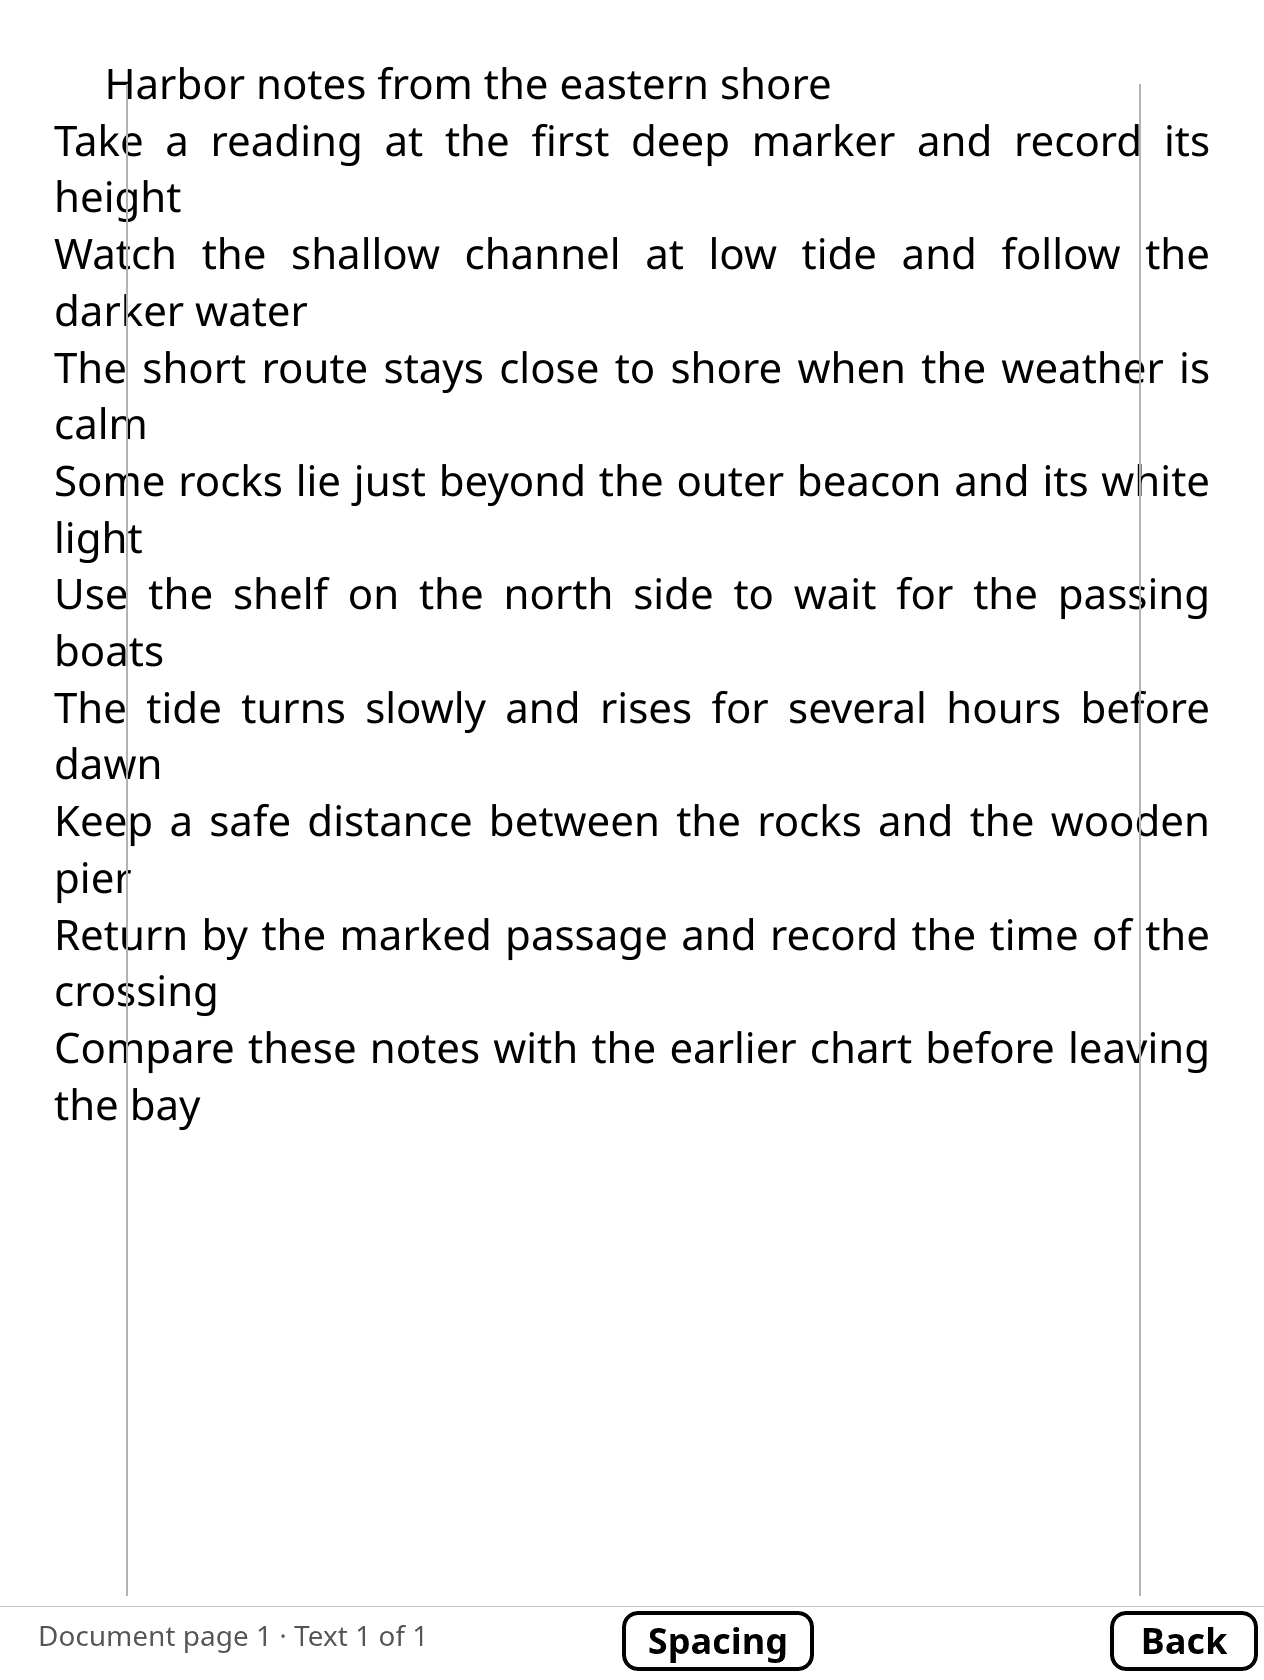 Harbor notes from the eastern shore
Take a reading at the first deep marker and record its
height
Watch the shallow channel at low tide and follow the
darker water
The short route stays close to shore when the weather is
calm
Some rocks lie just beyond the outer beacon and its white
light
Use the shelf on the north side to wait for the passing
boats
The tide turns slowly and rises for several hours before
dawn
Keep a safe distance between the rocks and the wooden
pier
Return by the marked passage and record the time of the
crossing
Compare these notes with the earlier chart before leaving
the bay
Document page 1 · Text 1 of 1
Spacing
Back